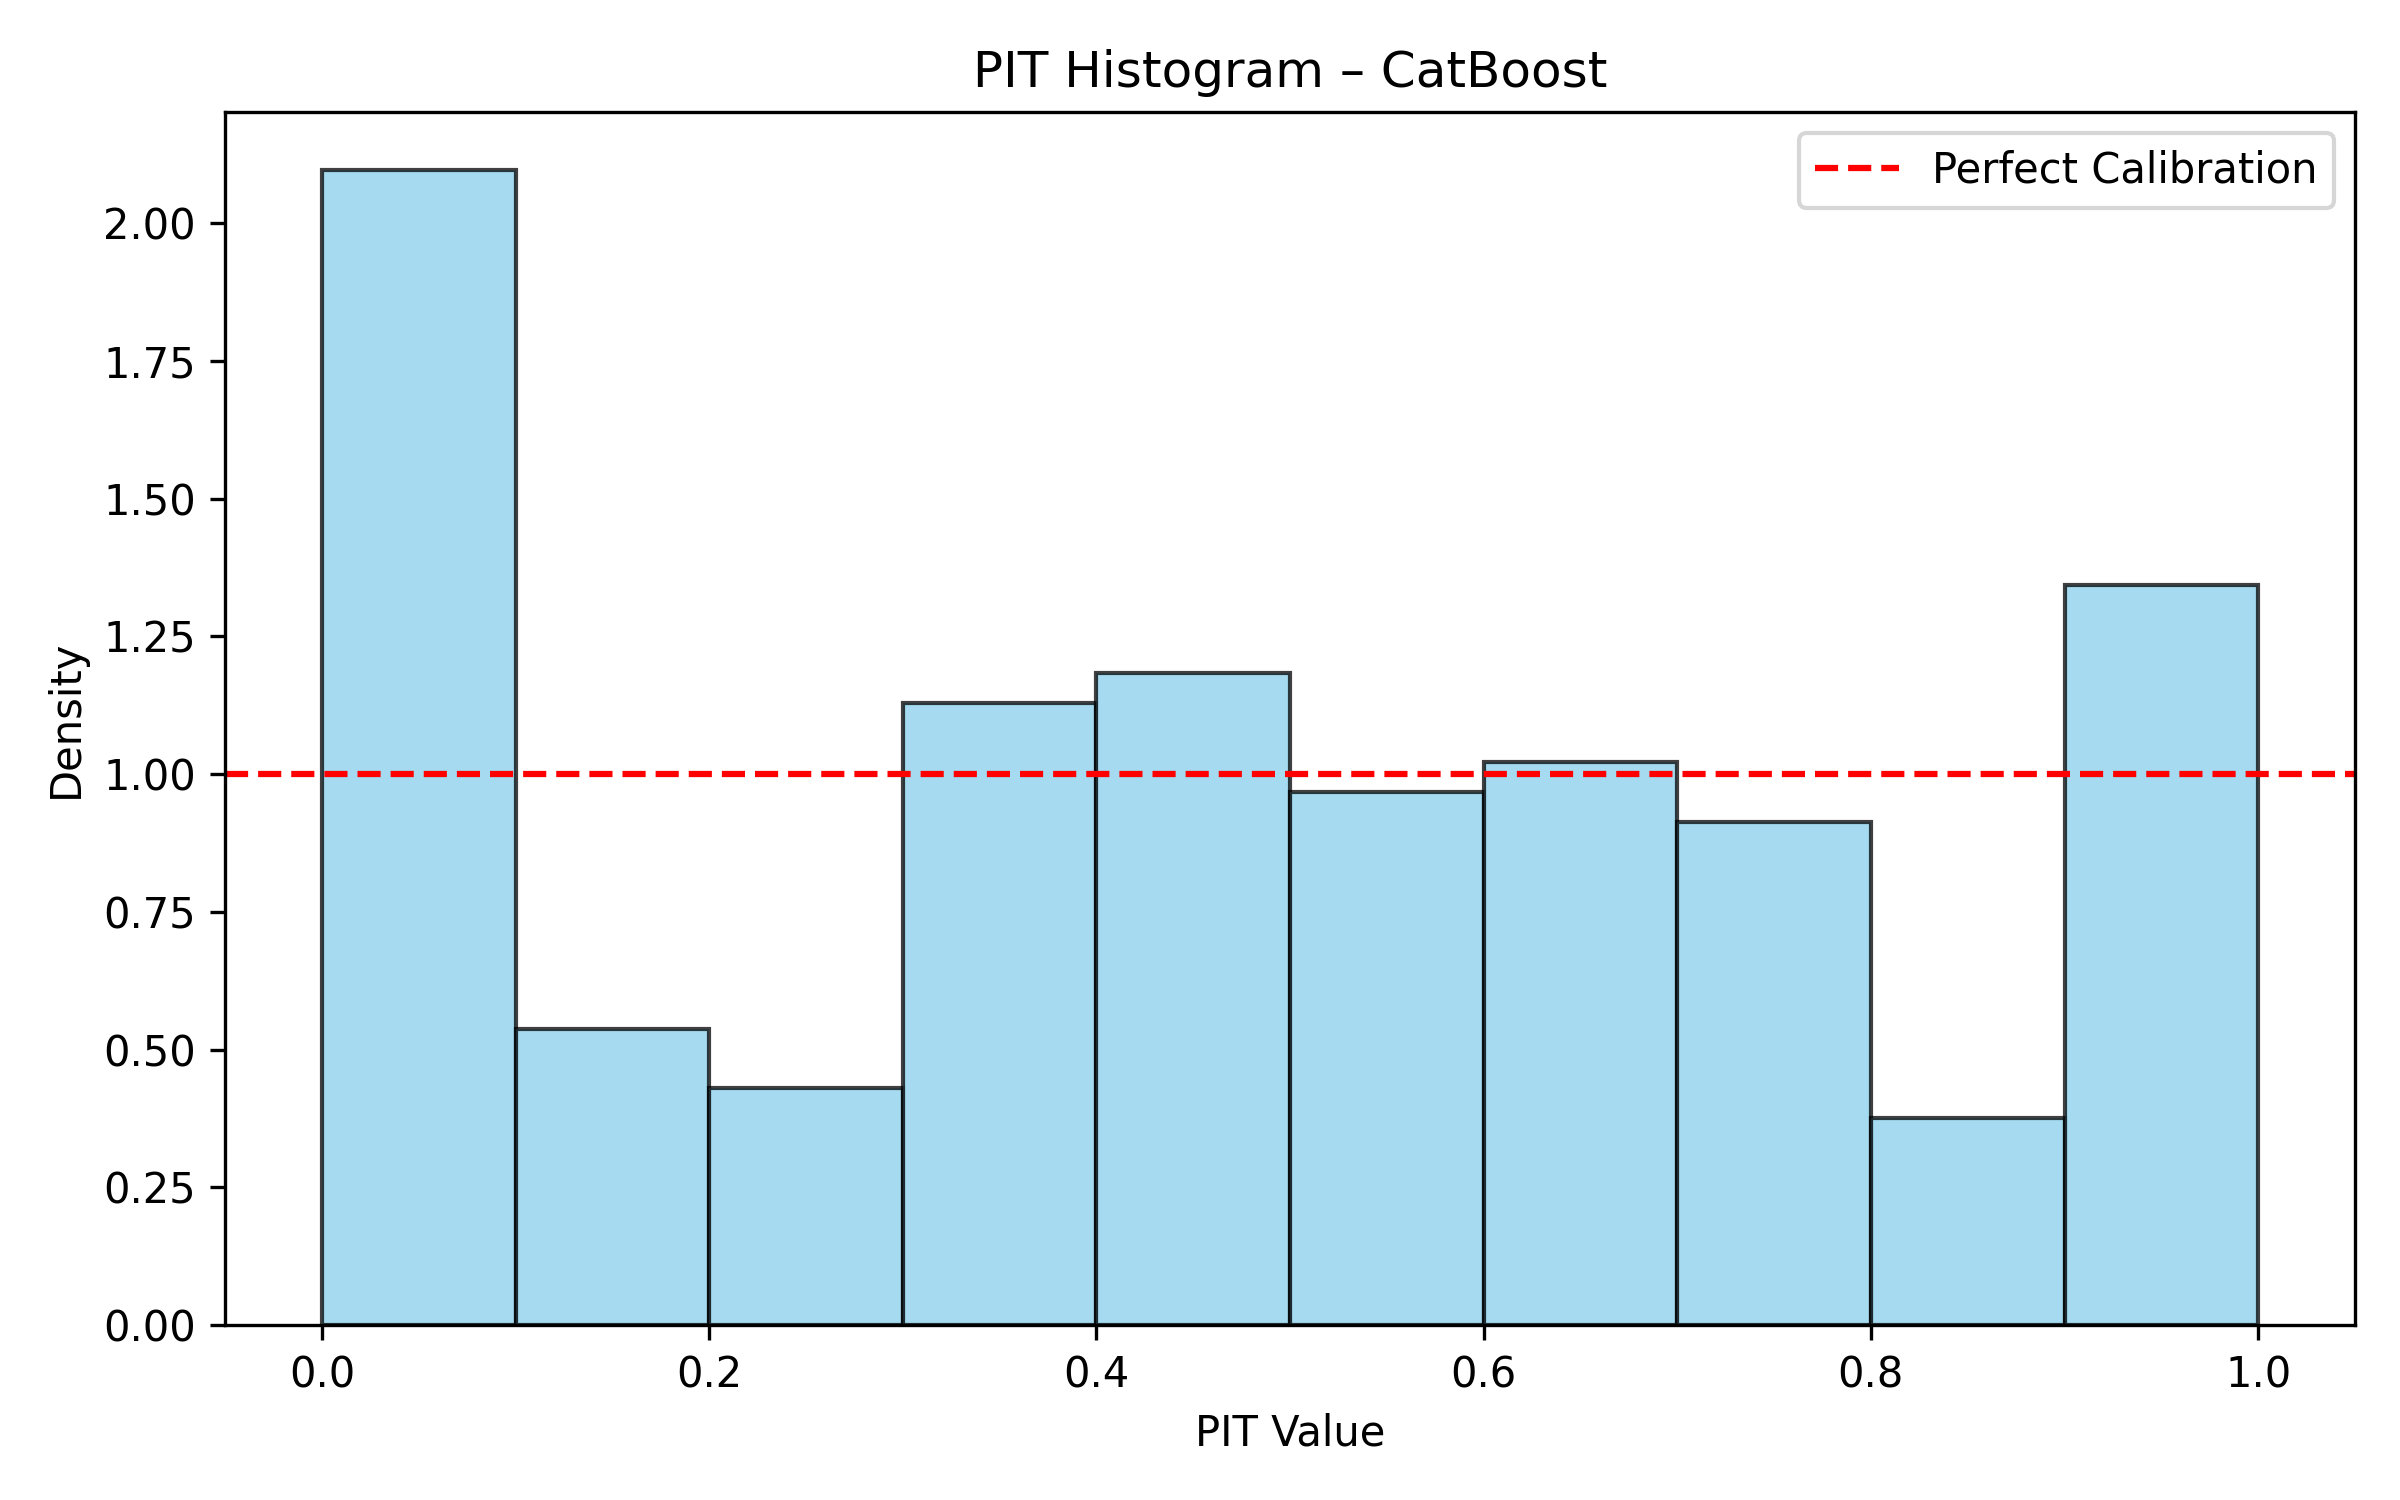 PIT Histogram – CatBoost
Perfect Calibration
2.00
1.75
1.50
1.25
1.00
0.75
0.50
0.25
0.00
Density
0.0 0.2 0.4 0.6 0.8 1.0
PIT Value